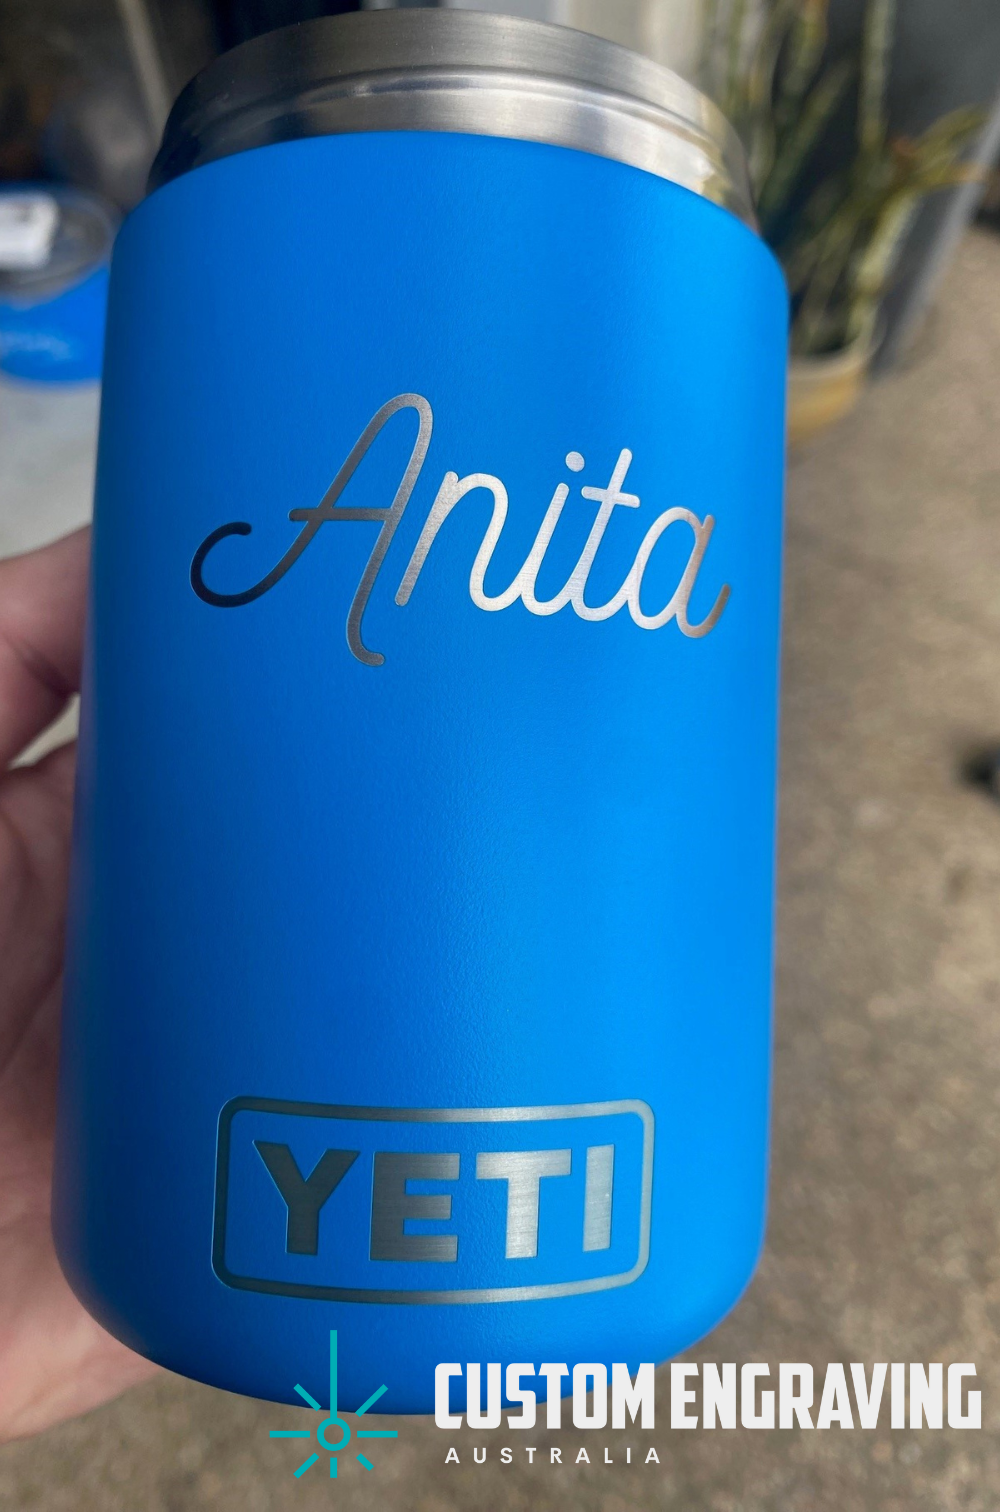 Anita
YETI
CUSTOM ENGRAVING
AUSTRALIA